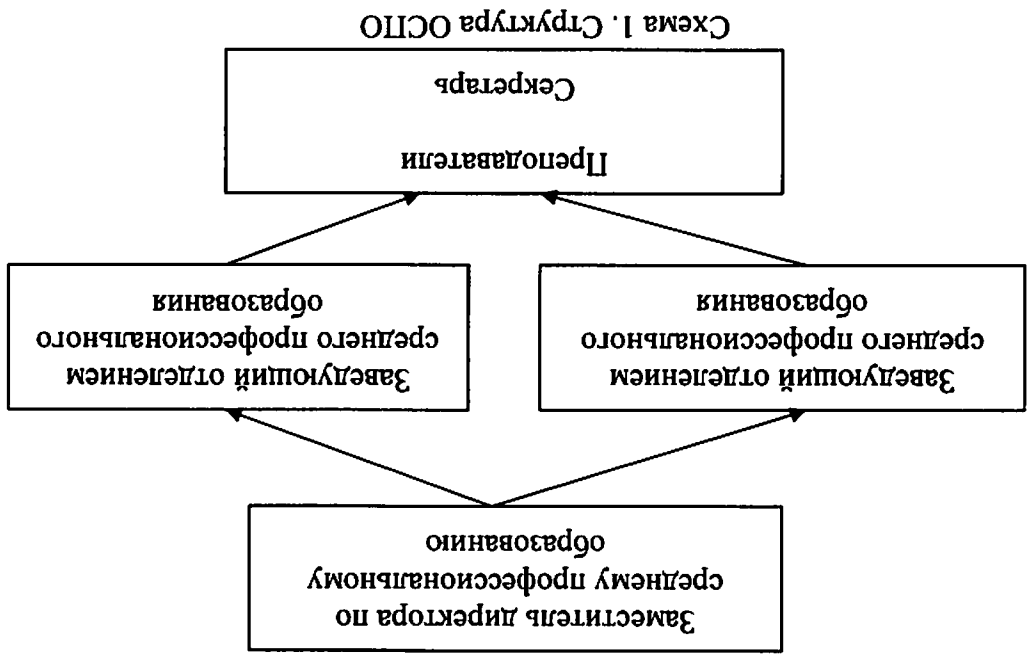 Заместитель директора по
среднему профессиональному
образованию
Заведующий отделением
среднего профессионального
образования
Заведующий отделением
среднего профессионального
образования
Преподаватели
Секретарь
Схема 1. Структура ОСПО